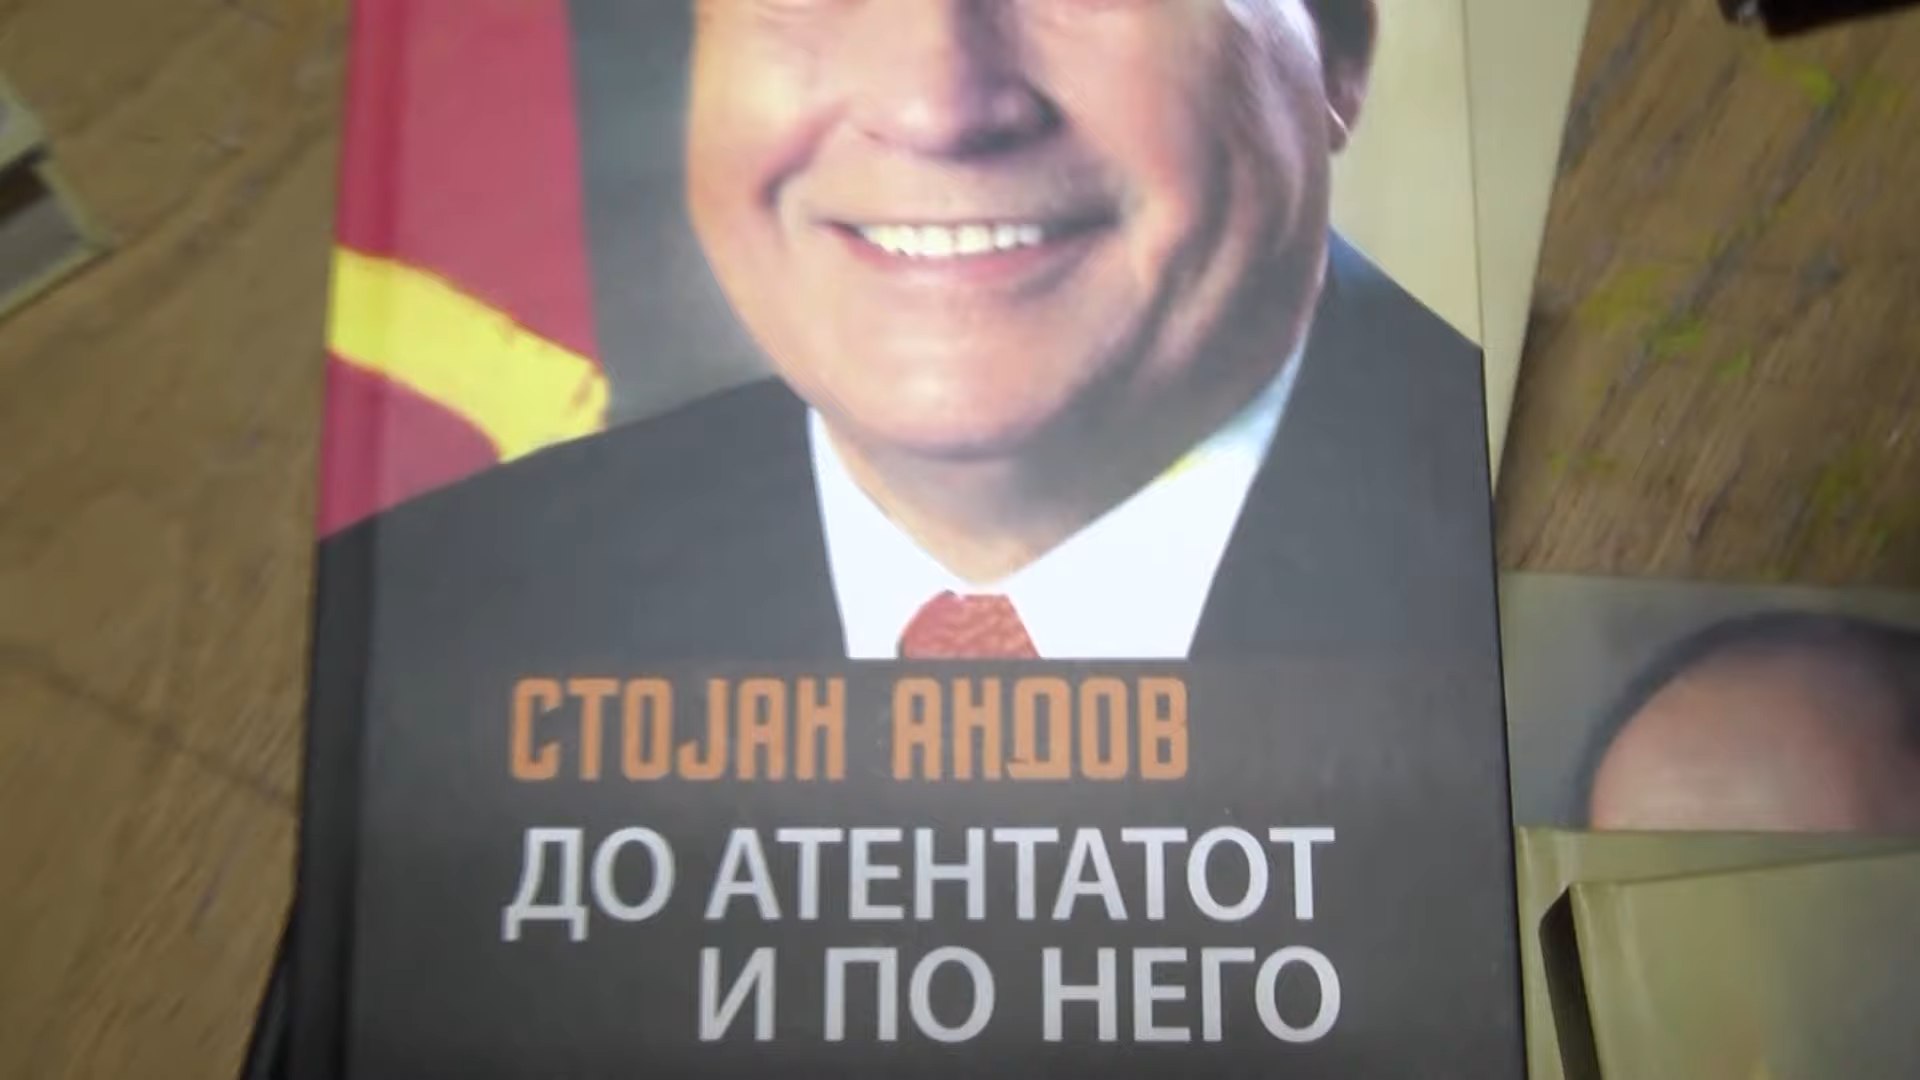 СТОЈАН АНДОВ
ДО АТЕНТАТОТ
И ПО НЕГО